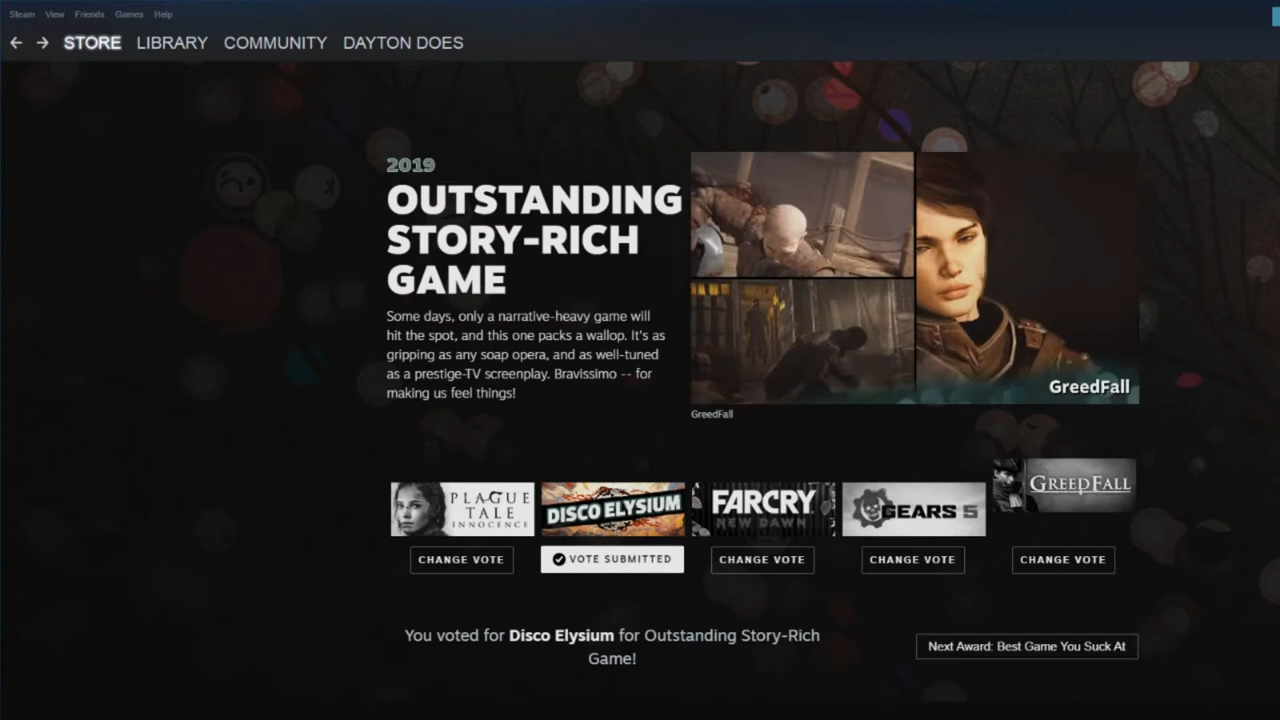 Steam View Friends Games Help
STORE LIBRARY COMMUNITY DAYTON DOES
2019
OUTSTANDING
STORY-RICH
GAME
Some days, only a narrative-heavy game will
hit the spot, and this one packs a wallop. It's as
gripping as any soap opera, and as well-tuned
as a prestige-TV screenplay. Bravissimo -- for
making us feel things!
GreedFall
GreedFall
PLAGUE
TALE
INNOCENCE
DISCO ELYSIUM
FARCRY
NEW DAWN
GEARS 5
GREEDFALL
CHANGE VOTE
VOTE SUBMITTED
CHANGE VOTE
CHANGE VOTE
CHANGE VOTE
You voted for Disco Elysium for Outstanding Story-Rich
Game!
Next Award: Best Game You Suck At